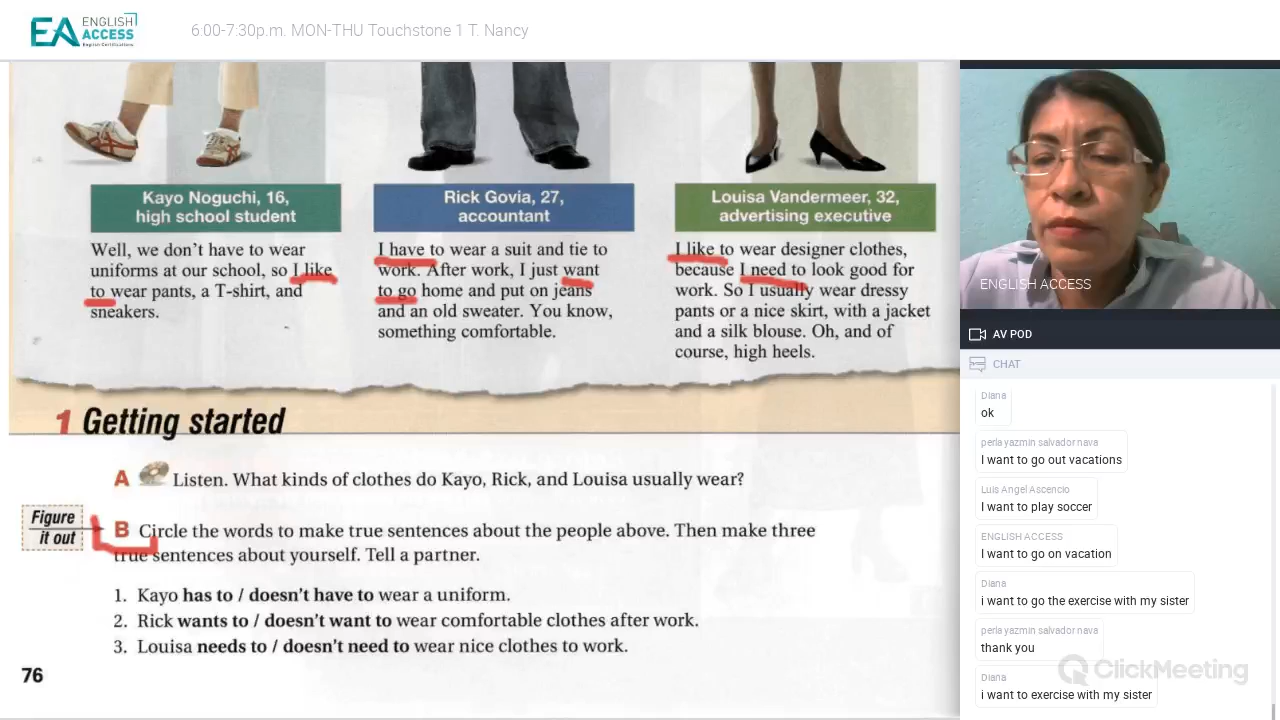 EA ENGLISH ACCESS
English Certifications
6:00-7:30p.m. MON-THU Touchstone 1 T. Nancy
Kayo Noguchi, 16,
high school student
Well, we don't have to wear
uniforms at our school, so I like
to wear pants, a T-shirt, and
sneakers.
Rick Govia, 27,
accountant
I have to wear a suit and tie to
work. After work, I just want
to go home and put on jeans
and an old sweater. You know,
something comfortable.
Louisa Vandermeer, 32,
advertising executive
I like to wear designer clothes,
because I need to look good for
work. So I usually wear dressy
pants or a nice skirt, with a jacket
and a silk blouse. Oh, and of
course, high heels.
1 Getting started
A Listen. What kinds of clothes do Kayo, Rick, and Louisa usually wear?
Figure
it out
B Circle the words to make true sentences about the people above. Then make three
true sentences about yourself. Tell a partner.
1. Kayo has to / doesn't have to wear a uniform.
2. Rick wants to / doesn't want to wear comfortable clothes after work.
3. Louisa needs to / doesn't need to wear nice clothes to work.
76
ENGLISH ACCESS
AV POD
CHAT
Diana
ok
perla yazmin salvador nava
I want to go out vacations
Luis Angel Ascencio
I want to play soccer
ENGLISH ACCESS
I want to go on vacation
Diana
i want to go the exercise with my sister
perla yazmin salvador nava
thank you
Diana
i want to exercise with my sister
ClickMeeting